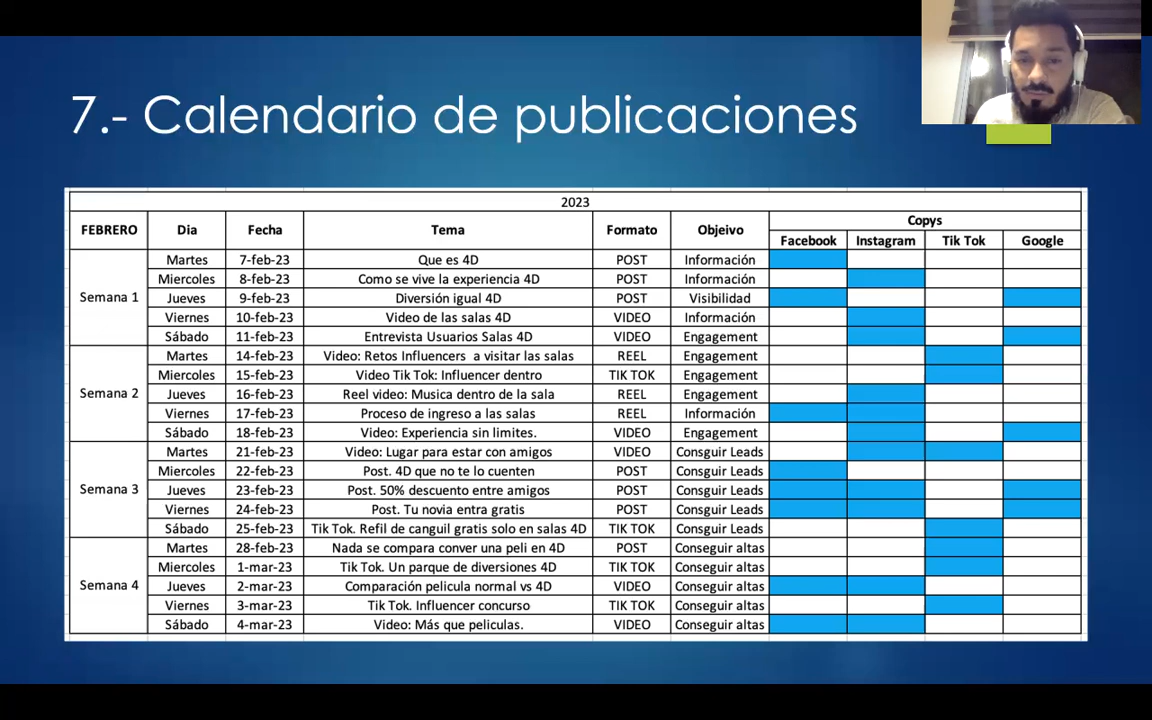 7.- Calendario de publicaciones
2023
FEBRERO Dia Fecha Tema Formato Objeivo Copys
Facebook Instagram Tik Tok Google
Semana 1
Martes 7-feb-23 Que es 4D POST Información
Miercoles 8-feb-23 Como se vive la experiencia 4D POST Información
Jueves 9-feb-23 Diversión igual 4D POST Visibilidad
Viernes 10-feb-23 Video de las salas 4D VIDEO Información
Sábado 11-feb-23 Entrevista Usuarios Salas 4D VIDEO Engagement
Semana 2
Martes 14-feb-23 Video: Retos Influencers a visitar las salas REEL Engagement
Miercoles 15-feb-23 Video Tik Tok: Influencer dentro TIK TOK Engagement
Jueves 16-feb-23 Reel video: Musica dentro de la sala REEL Engagement
Viernes 17-feb-23 Proceso de ingreso a las salas REEL Información
Sábado 18-feb-23 Video: Experiencia sin limites. VIDEO Engagement
Semana 3
Martes 21-feb-23 Video: Lugar para estar con amigos VIDEO Consguir Leads
Miercoles 22-feb-23 Post. 4D que no te lo cuenten POST Consguir Leads
Jueves 23-feb-23 Post. 50% descuento entre amigos POST Consguir Leads
Viernes 24-feb-23 Post. Tu novia entra gratis POST Consguir Leads
Sábado 25-feb-23 Tik Tok. Refil de canguil gratis solo en salas 4D TIK TOK Consguir Leads
Semana 4
Martes 28-feb-23 Nada se compara conver una peli en 4D POST Conseguir altas
Miercoles 1-mar-23 Tik Tok. Un parque de diversiones 4D TIK TOK Conseguir altas
Jueves 2-mar-23 Comparación pelicula normal vs 4D VIDEO Conseguir altas
Viernes 3-mar-23 Tik Tok. Influencer concurso TIK TOK Conseguir altas
Sábado 4-mar-23 Video: Más que peliculas. VIDEO Conseguir altas